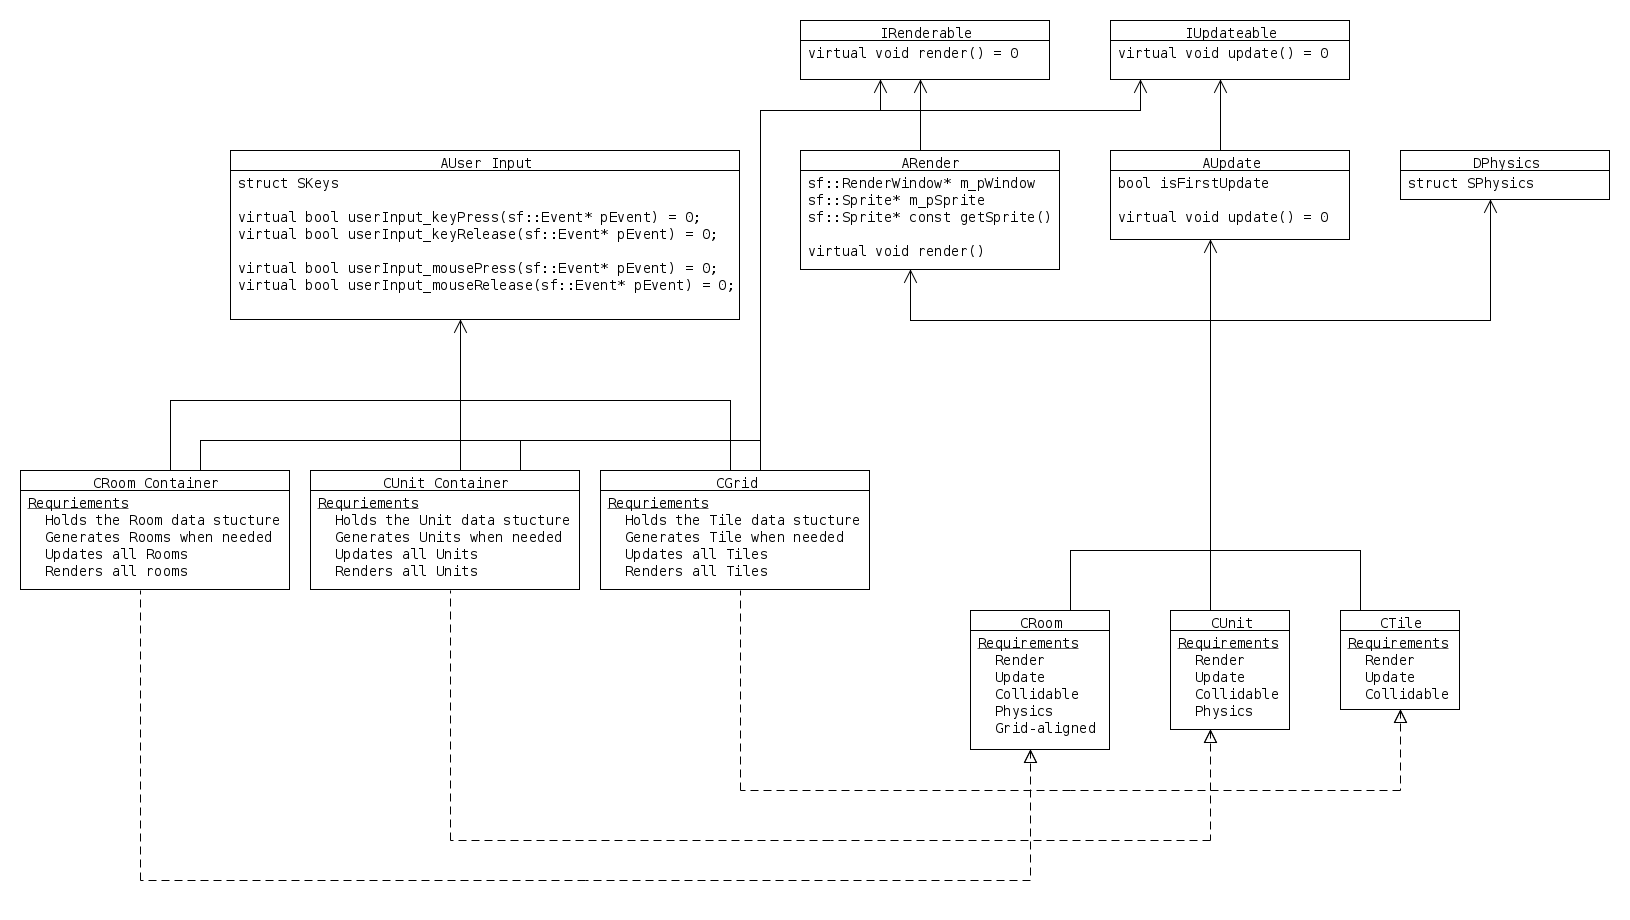 IRenderable
virtual void render() = 0
IUpdateable
virtual void update() = 0
AUser Input
struct SKeys
virtual bool userInput_keyPress(sf::Event* pEvent) = 0;
virtual bool userInput_keyRelease(sf::Event* pEvent) = 0;
virtual bool userInput_mousePress(sf::Event* pEvent) = 0;
virtual bool userInput_mouseRelease(sf::Event* pEvent) = 0;
ARender
sf::RenderWindow* m_pWindow
sf::Sprite* m_pSprite
sf::Sprite* const getSprite()
virtual void render()
AUpdate
bool isFirstUpdate
virtual void update() = 0
DPhysics
struct SPhysics
CRoom Container
Requriements
Holds the Room data stucture
Generates Rooms when needed
Updates all Rooms
Renders all rooms
CUnit Container
Requriements
Holds the Unit data stucture
Generates Units when needed
Updates all Units
Renders all Units
CGrid
Requriements
Holds the Tile data stucture
Generates Tile when needed
Updates all Tiles
Renders all Tiles
CRoom
Requirements
Render
Update
Collidable
Physics
Grid-aligned
CUnit
Requirements
Render
Update
Collidable
Physics
CTile
Requirements
Render
Update
Collidable